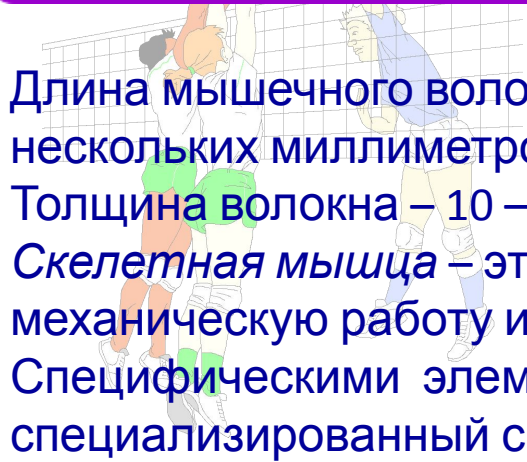 Длина мышечного воло
нескольких миллиметро
Толщина волокна – 10 –
Скелетная мышца – эт
механическую работу и
Специфическими элем
специализированный с